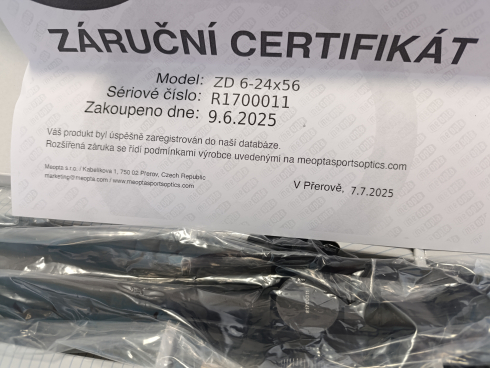 ZÁRUČNÍ CERTIFIKÁT
Model: ZD 6-24x56
Sériové číslo: R1700011
Zakoupeno dne: 9.6.2025
Váš produkt byl úspěšně zaregistrován do naší databáze.
Rozšířená záruka se řídí podmínkami výrobce uvedenými na meoptasportsoptics.com
Meopta s.r.o. / Kabelíkova 1, 750 02 Přerov, Czech Republic
marketing@meopta.com / www.meoptasportsoptics.com
V Přerově, 7.7.2025